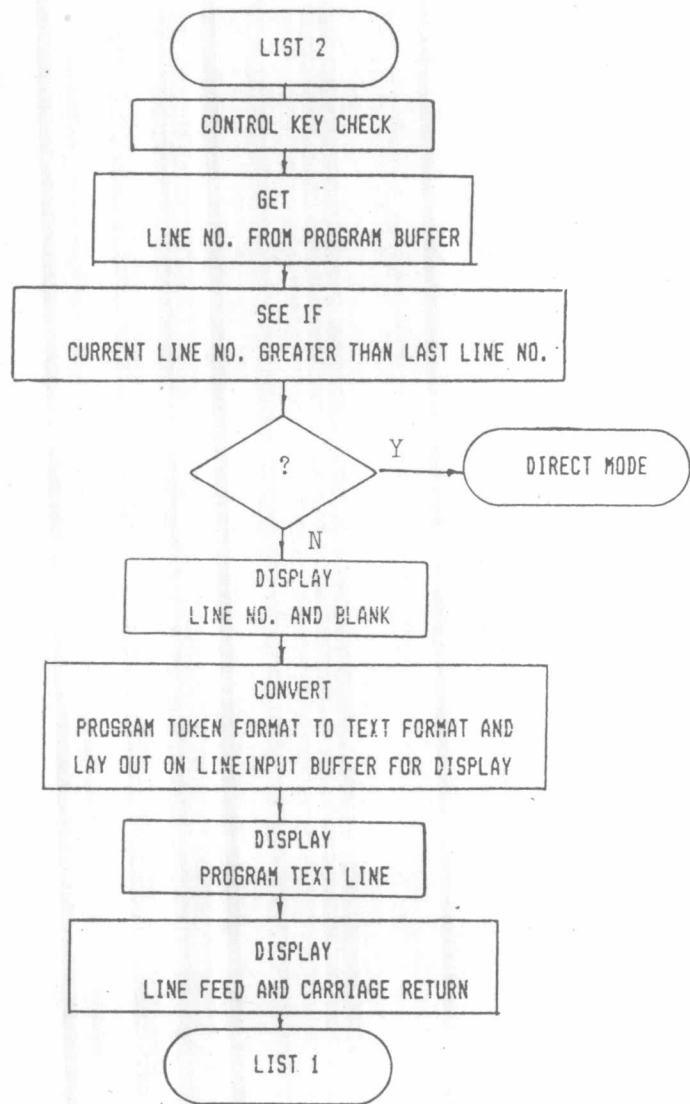 LIST 2
CONTROL KEY CHECK
GET
LINE NO. FROM PROGRAM BUFFER
SEE IF
CURRENT LINE NO. GREATER THAN LAST LINE NO.
?
Y
DIRECT MODE
N
DISPLAY
LINE NO. AND BLANK
CONVERT
PROGRAM TOKEN FORMAT TO TEXT FORMAT AND
LAY OUT ON LINEINPUT BUFFER FOR DISPLAY
DISPLAY
PROGRAM TEXT LINE
DISPLAY
LINE FEED AND CARRIAGE RETURN
LIST 1